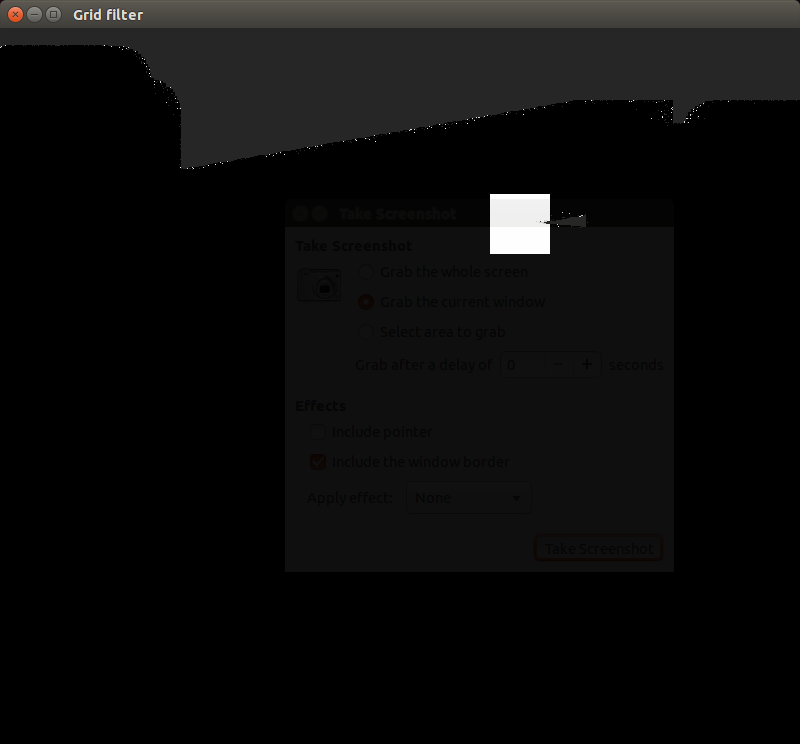 Grid filter
Take Screenshot
Take Screenshot
Grab the whole screen
Grab the current window
Select area to grab
Grab after a delay of 0 − + seconds
Effects
Include pointer
Include the window border
Apply effect: None
Take Screenshot